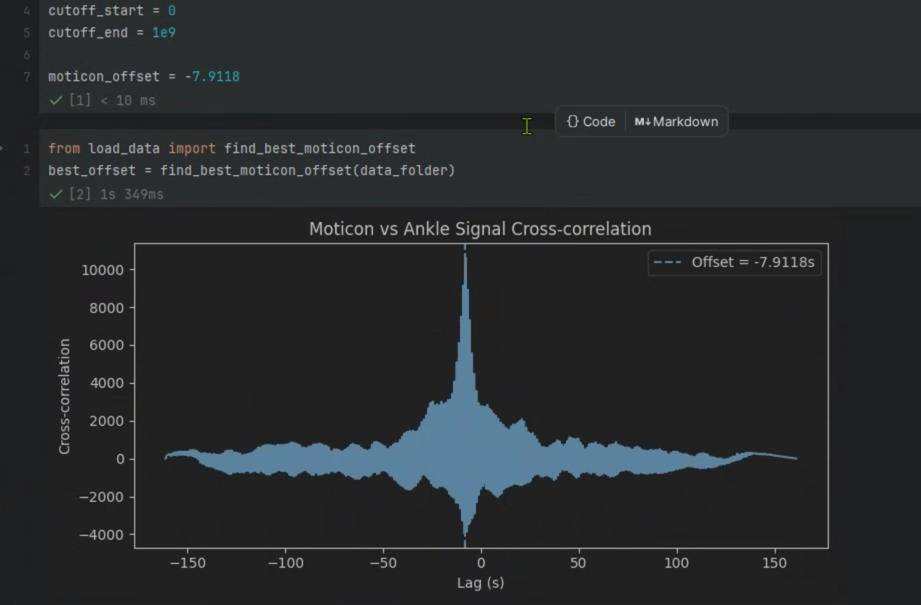 4 cutoff_start = 0
5 cutoff_end = 1e9
6
7 moticon_offset = -7.9118
✓ [1] < 10 ms
{} Code M↓Markdown
1 from load_data import find_best_moticon_offset
2 best_offset = find_best_moticon_offset(data_folder)
✓ [2] 1s 349ms
Moticon vs Ankle Signal Cross-correlation
Offset = -7.9118s
10000
8000
6000
4000
2000
0
−2000
−4000
Cross-correlation
−150 −100 −50 0 50 100 150
Lag (s)